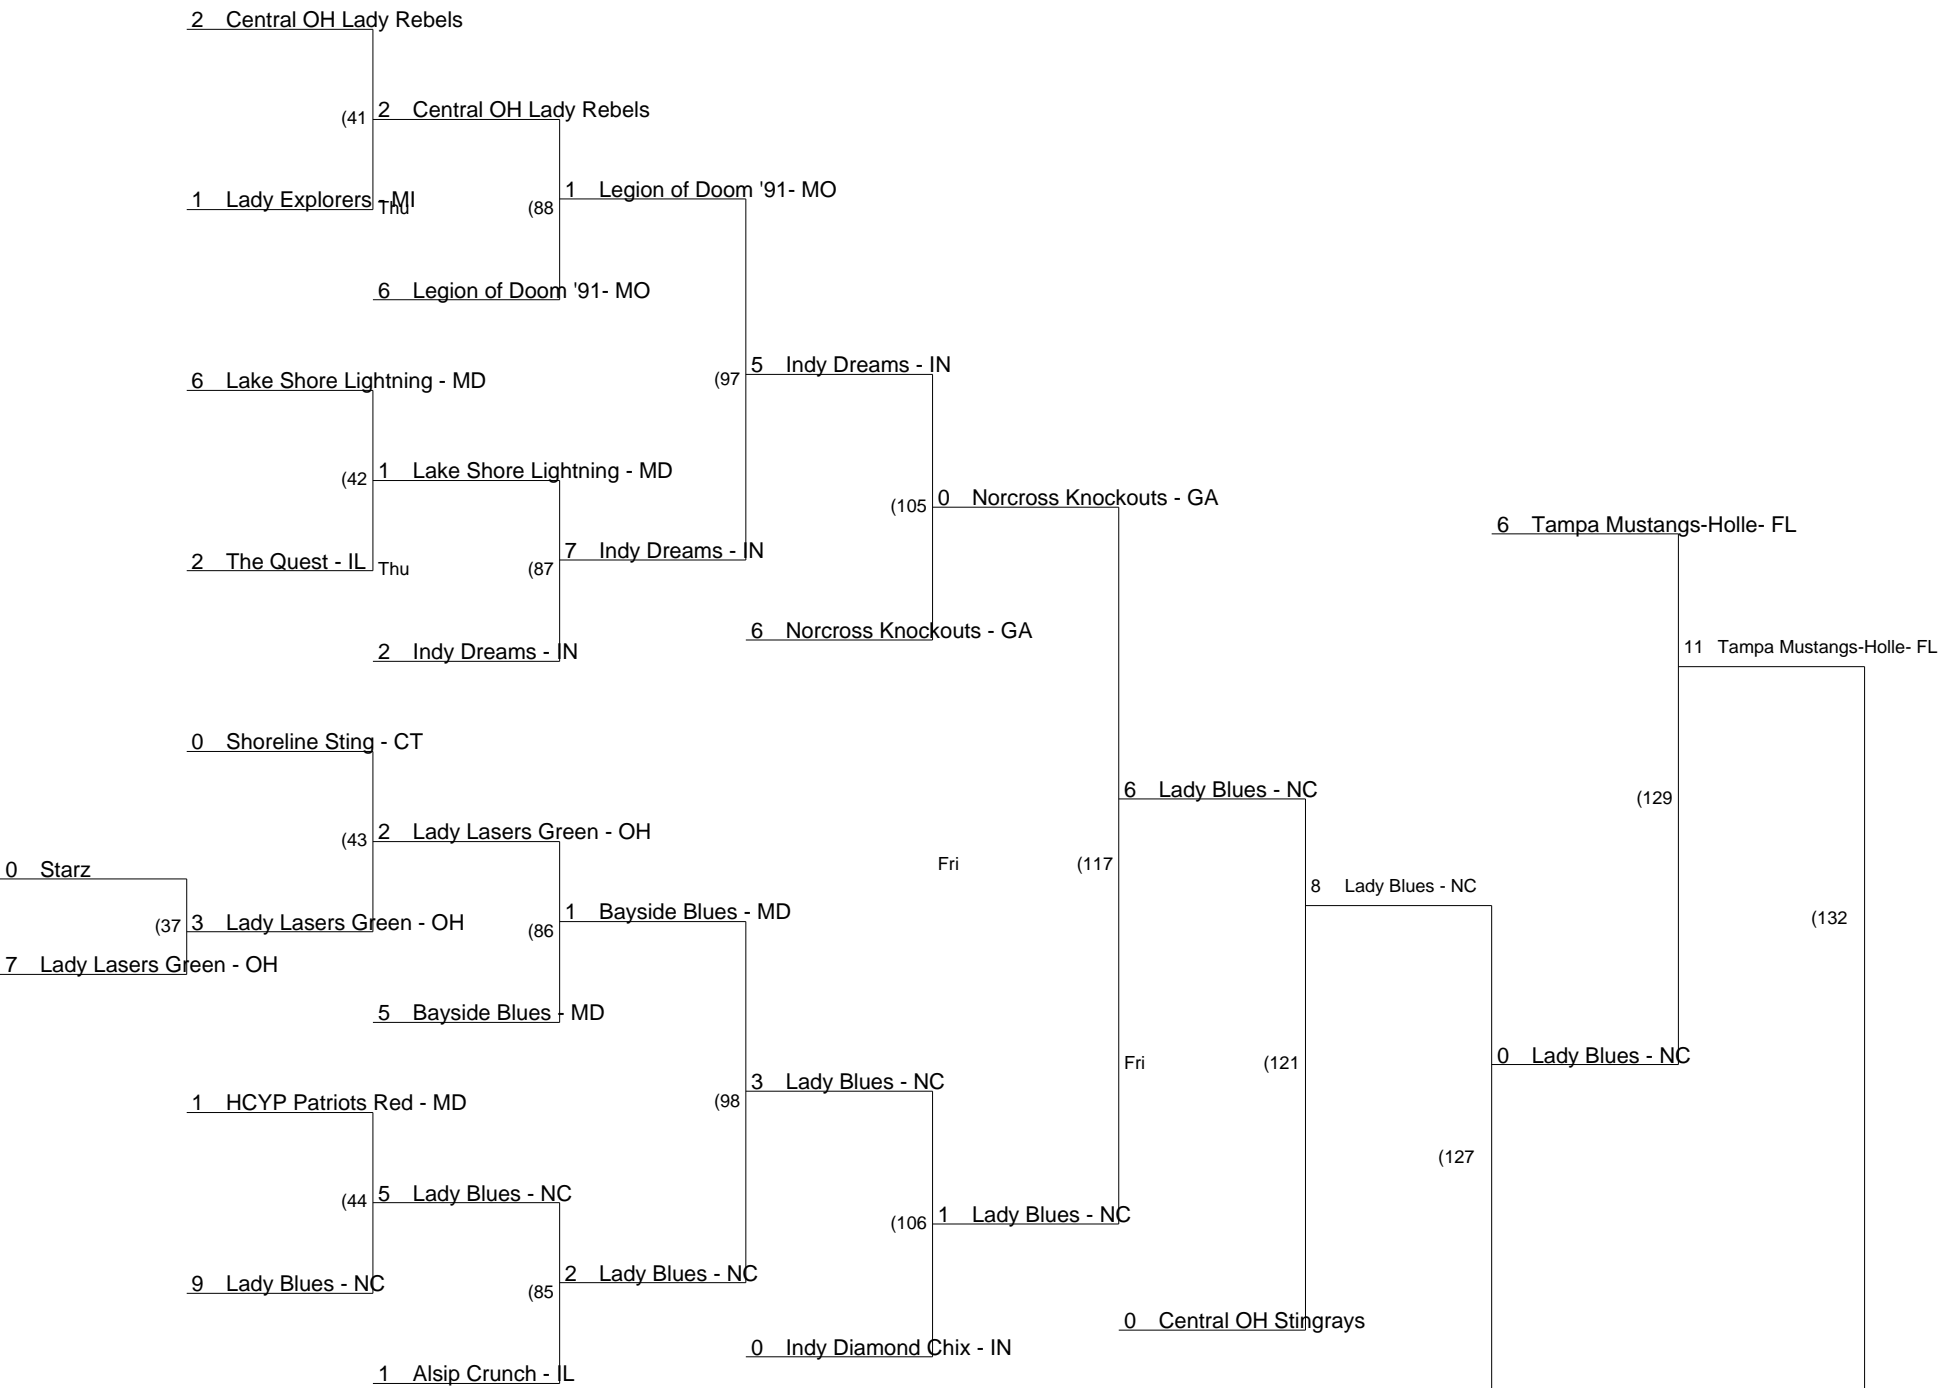 2 Central OH Lady Rebels
(41 2 Central OH Lady Rebels
1 Lady Explorers - MI Thu
(88 1 Legion of Doom '91- MO
6 Legion of Doom '91- MO
(97 5 Indy Dreams - IN
6 Lake Shore Lightning - MD
(42 1 Lake Shore Lightning - MD
(105 0 Norcross Knockouts - GA
6 Tampa Mustangs-Holle- FL
2 The Quest - IL Thu
(87 7 Indy Dreams - IN
6 Norcross Knockouts - GA
2 Indy Dreams - IN
11 Tampa Mustangs-Holle- FL
0 Shoreline Sting - CT
6 Lady Blues - NC
(129
(43 2 Lady Lasers Green - OH
0 Starz
Fri (117
8 Lady Blues - NC
(37 3 Lady Lasers Green - OH
(86 1 Bayside Blues - MD
(132
7 Lady Lasers Green - OH
5 Bayside Blues - MD
Fri (121
0 Lady Blues - NC
1 HCYP Patriots Red - MD
(98 3 Lady Blues - NC
(127
(44 5 Lady Blues - NC
(106 1 Lady Blues - NC
9 Lady Blues - NC
(85 2 Lady Blues - NC
0 Central OH Stingrays
0 Indy Diamond Chix - IN
1 Alsip Crunch - IL